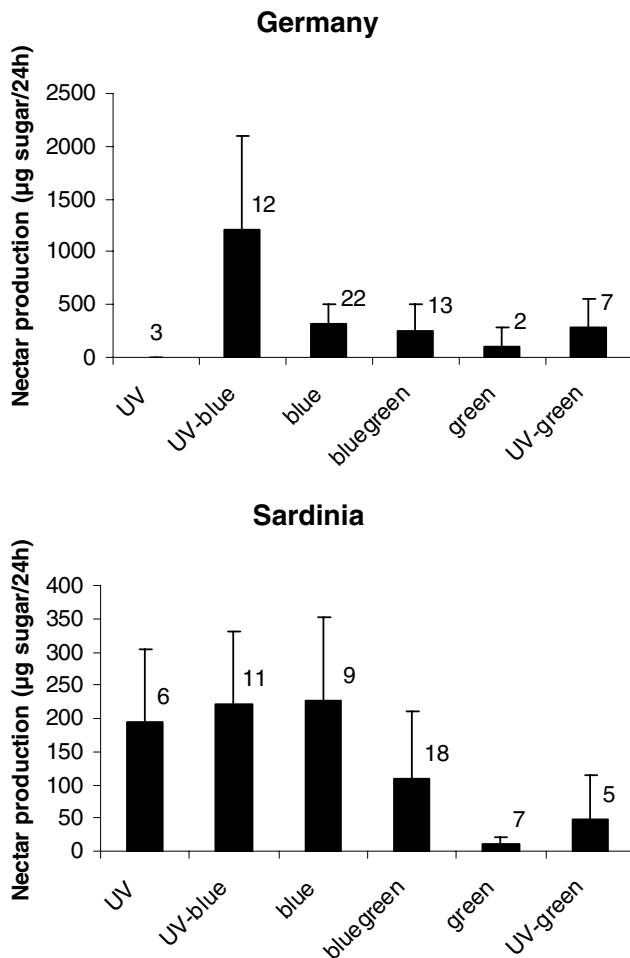 Germany
Nectar production (µg sugar/24h)
2500
2000
1500
1000
500
0
3
12
22
13
2
7
UV
UV-blue
blue
bluegreen
green
UV-green
Sardinia
Nectar production (µg sugar/24h)
400
350
300
250
200
150
100
50
0
6
11
9
18
7
5
UV
UV-blue
blue
bluegreen
green
UV-green